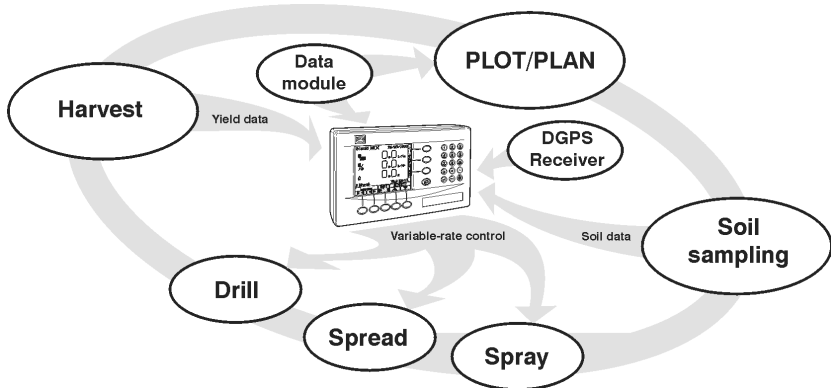 Data
module
PLOT/PLAN
Harvest
Yield data
DGPS
Receiver
Variable-rate control
Soil data
Soil
sampling
Drill
Spread
Spray